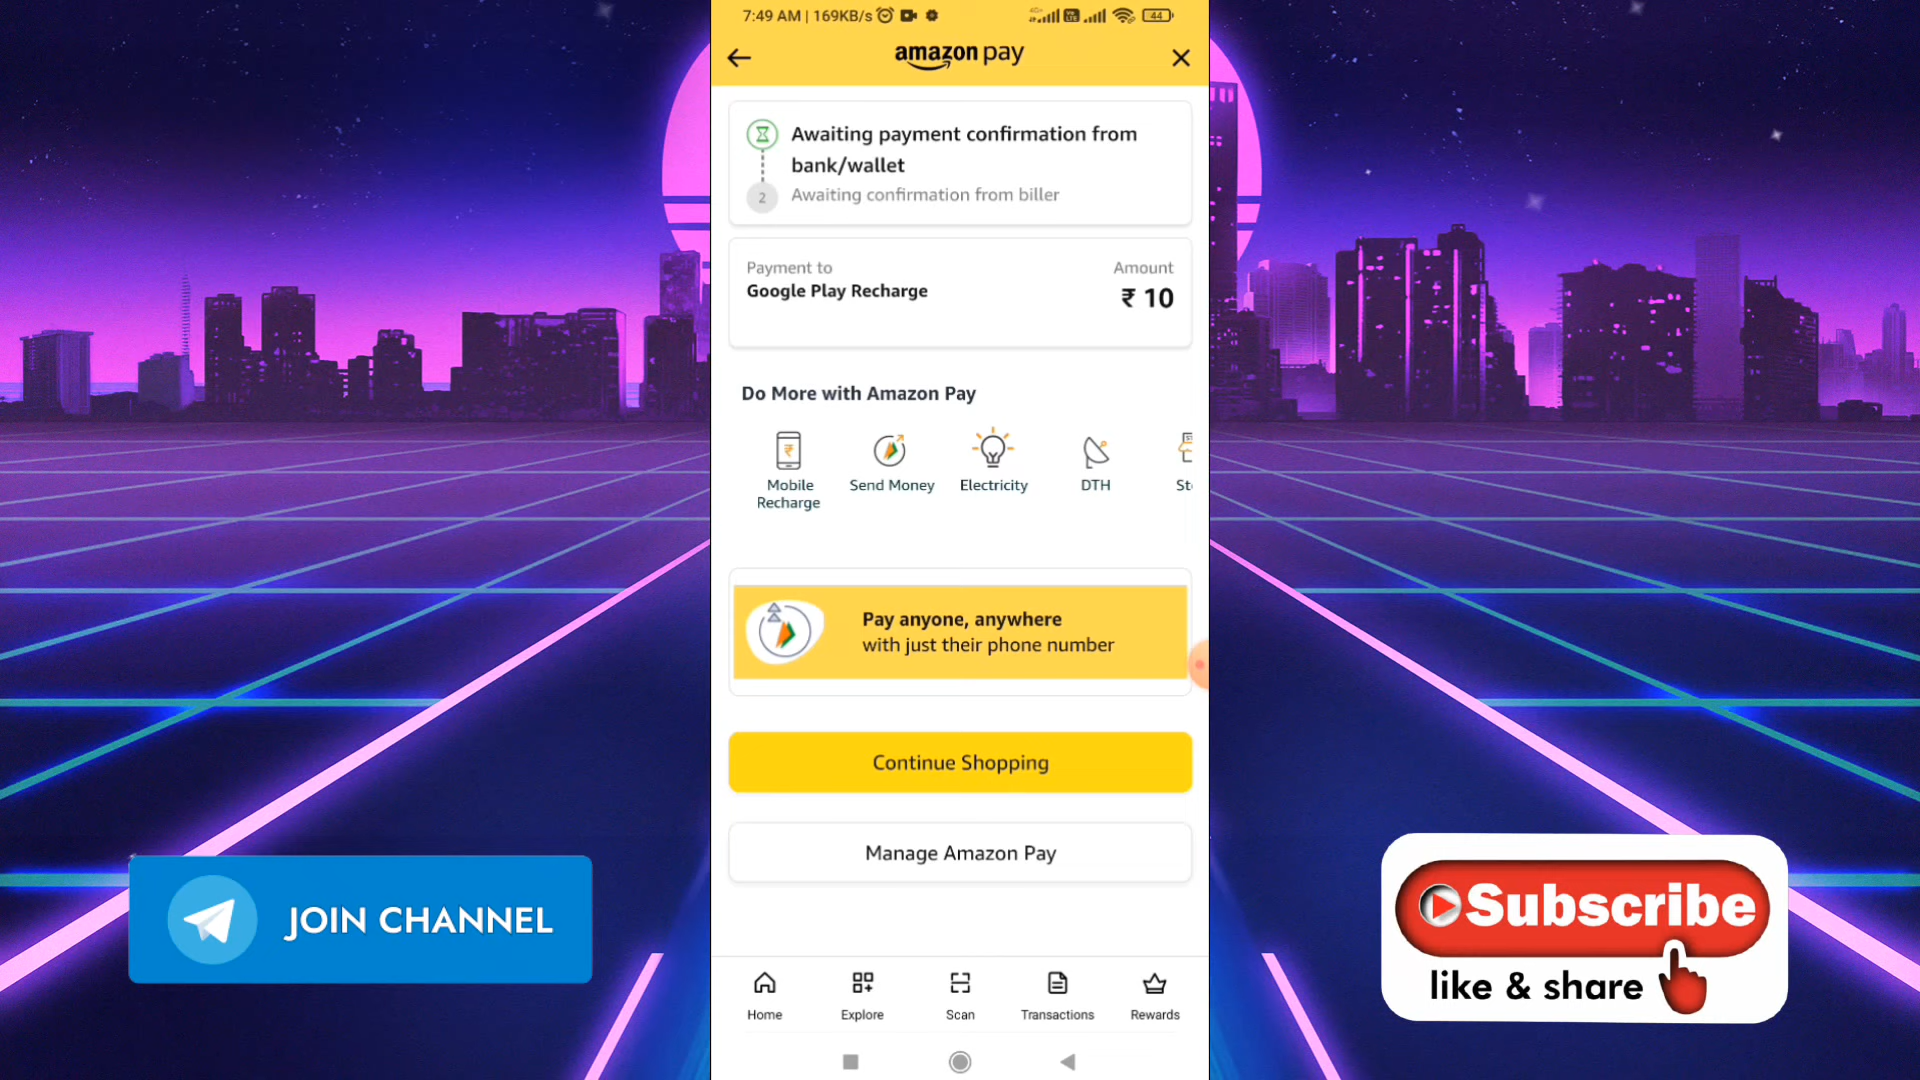 7:49 AM | 169KB/s
44
amazon pay
Awaiting payment confirmation from
bank/wallet
2
Awaiting confirmation from biller
Payment to
Amount
Google Play Recharge
₹ 10
Do More with Amazon Pay
Mobile
Recharge
Send Money
Electricity
DTH
Pay anyone, anywhere
with just their phone number
Continue Shopping
Manage Amazon Pay
JOIN CHANNEL
Subscribe
like & share
Home
Explore
Scan
Transactions
Rewards